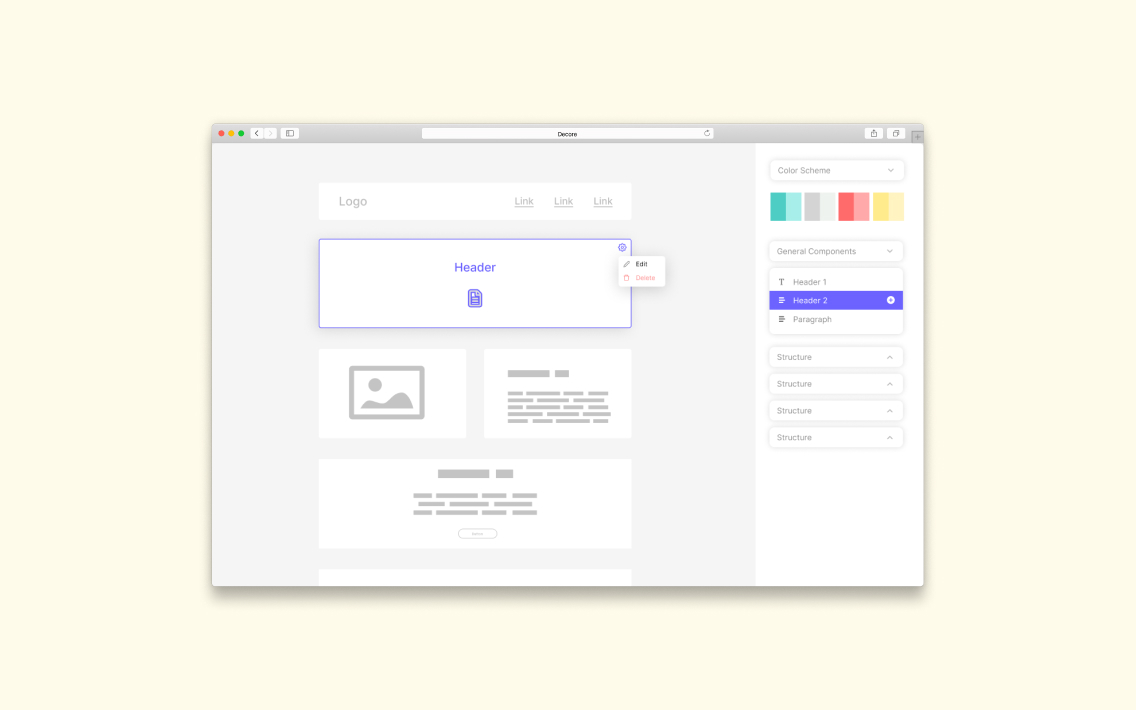 Decore
Logo
Link Link Link
Header
Edit
Delete
Color Scheme
General Components
Header 1
Header 2
Paragraph
Structure
Structure
Structure
Structure